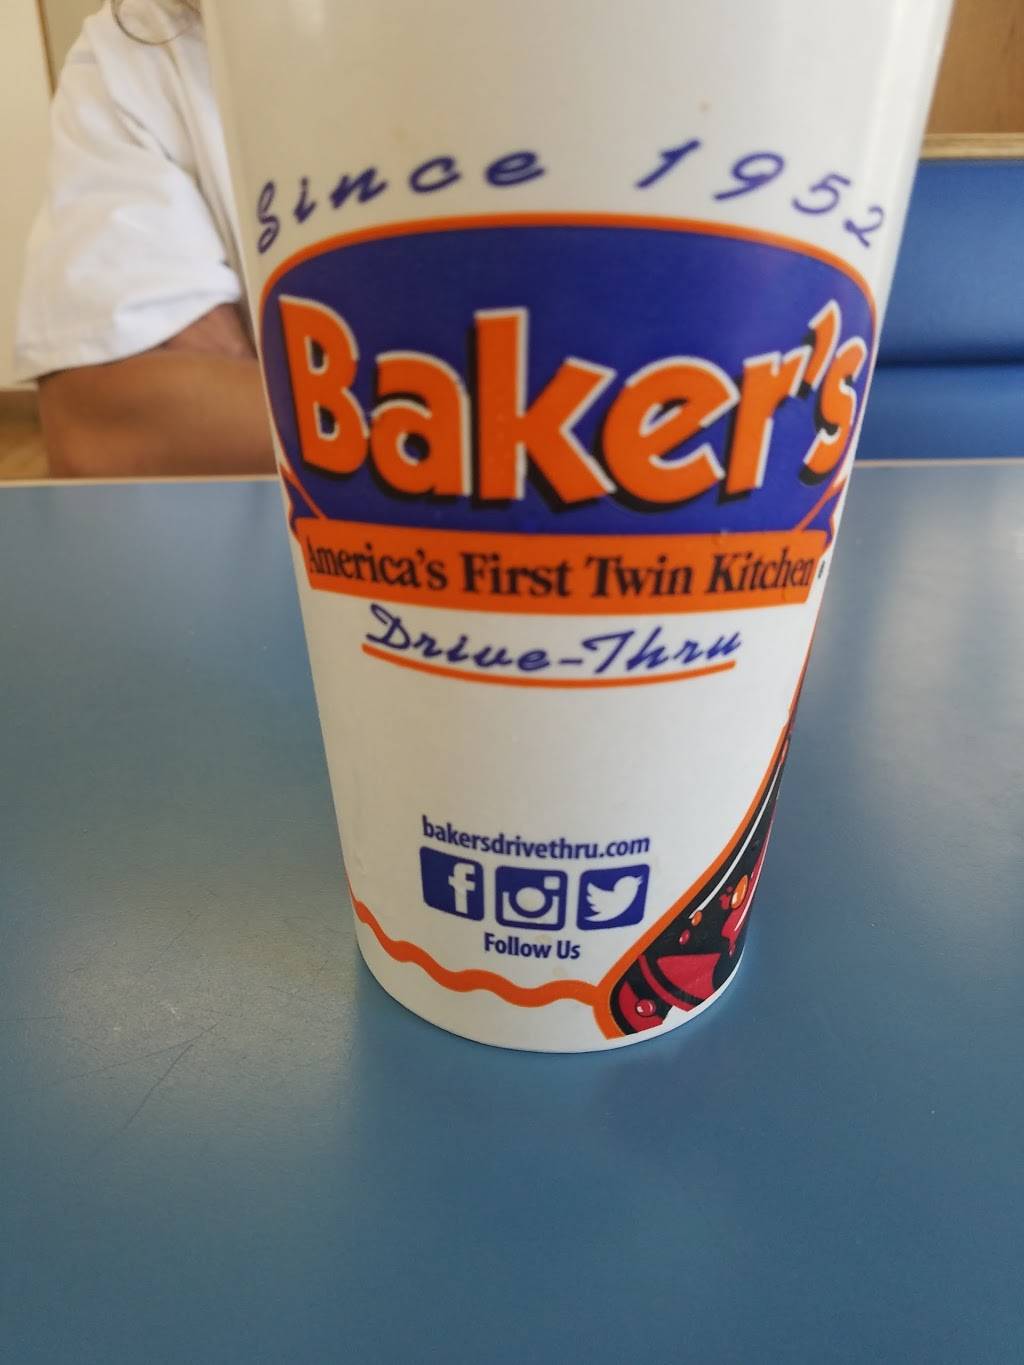 Since 1952
Baker's
America's First Twin Kitchen®
Drive-Thru
bakersdrivethru.com
f
Follow Us